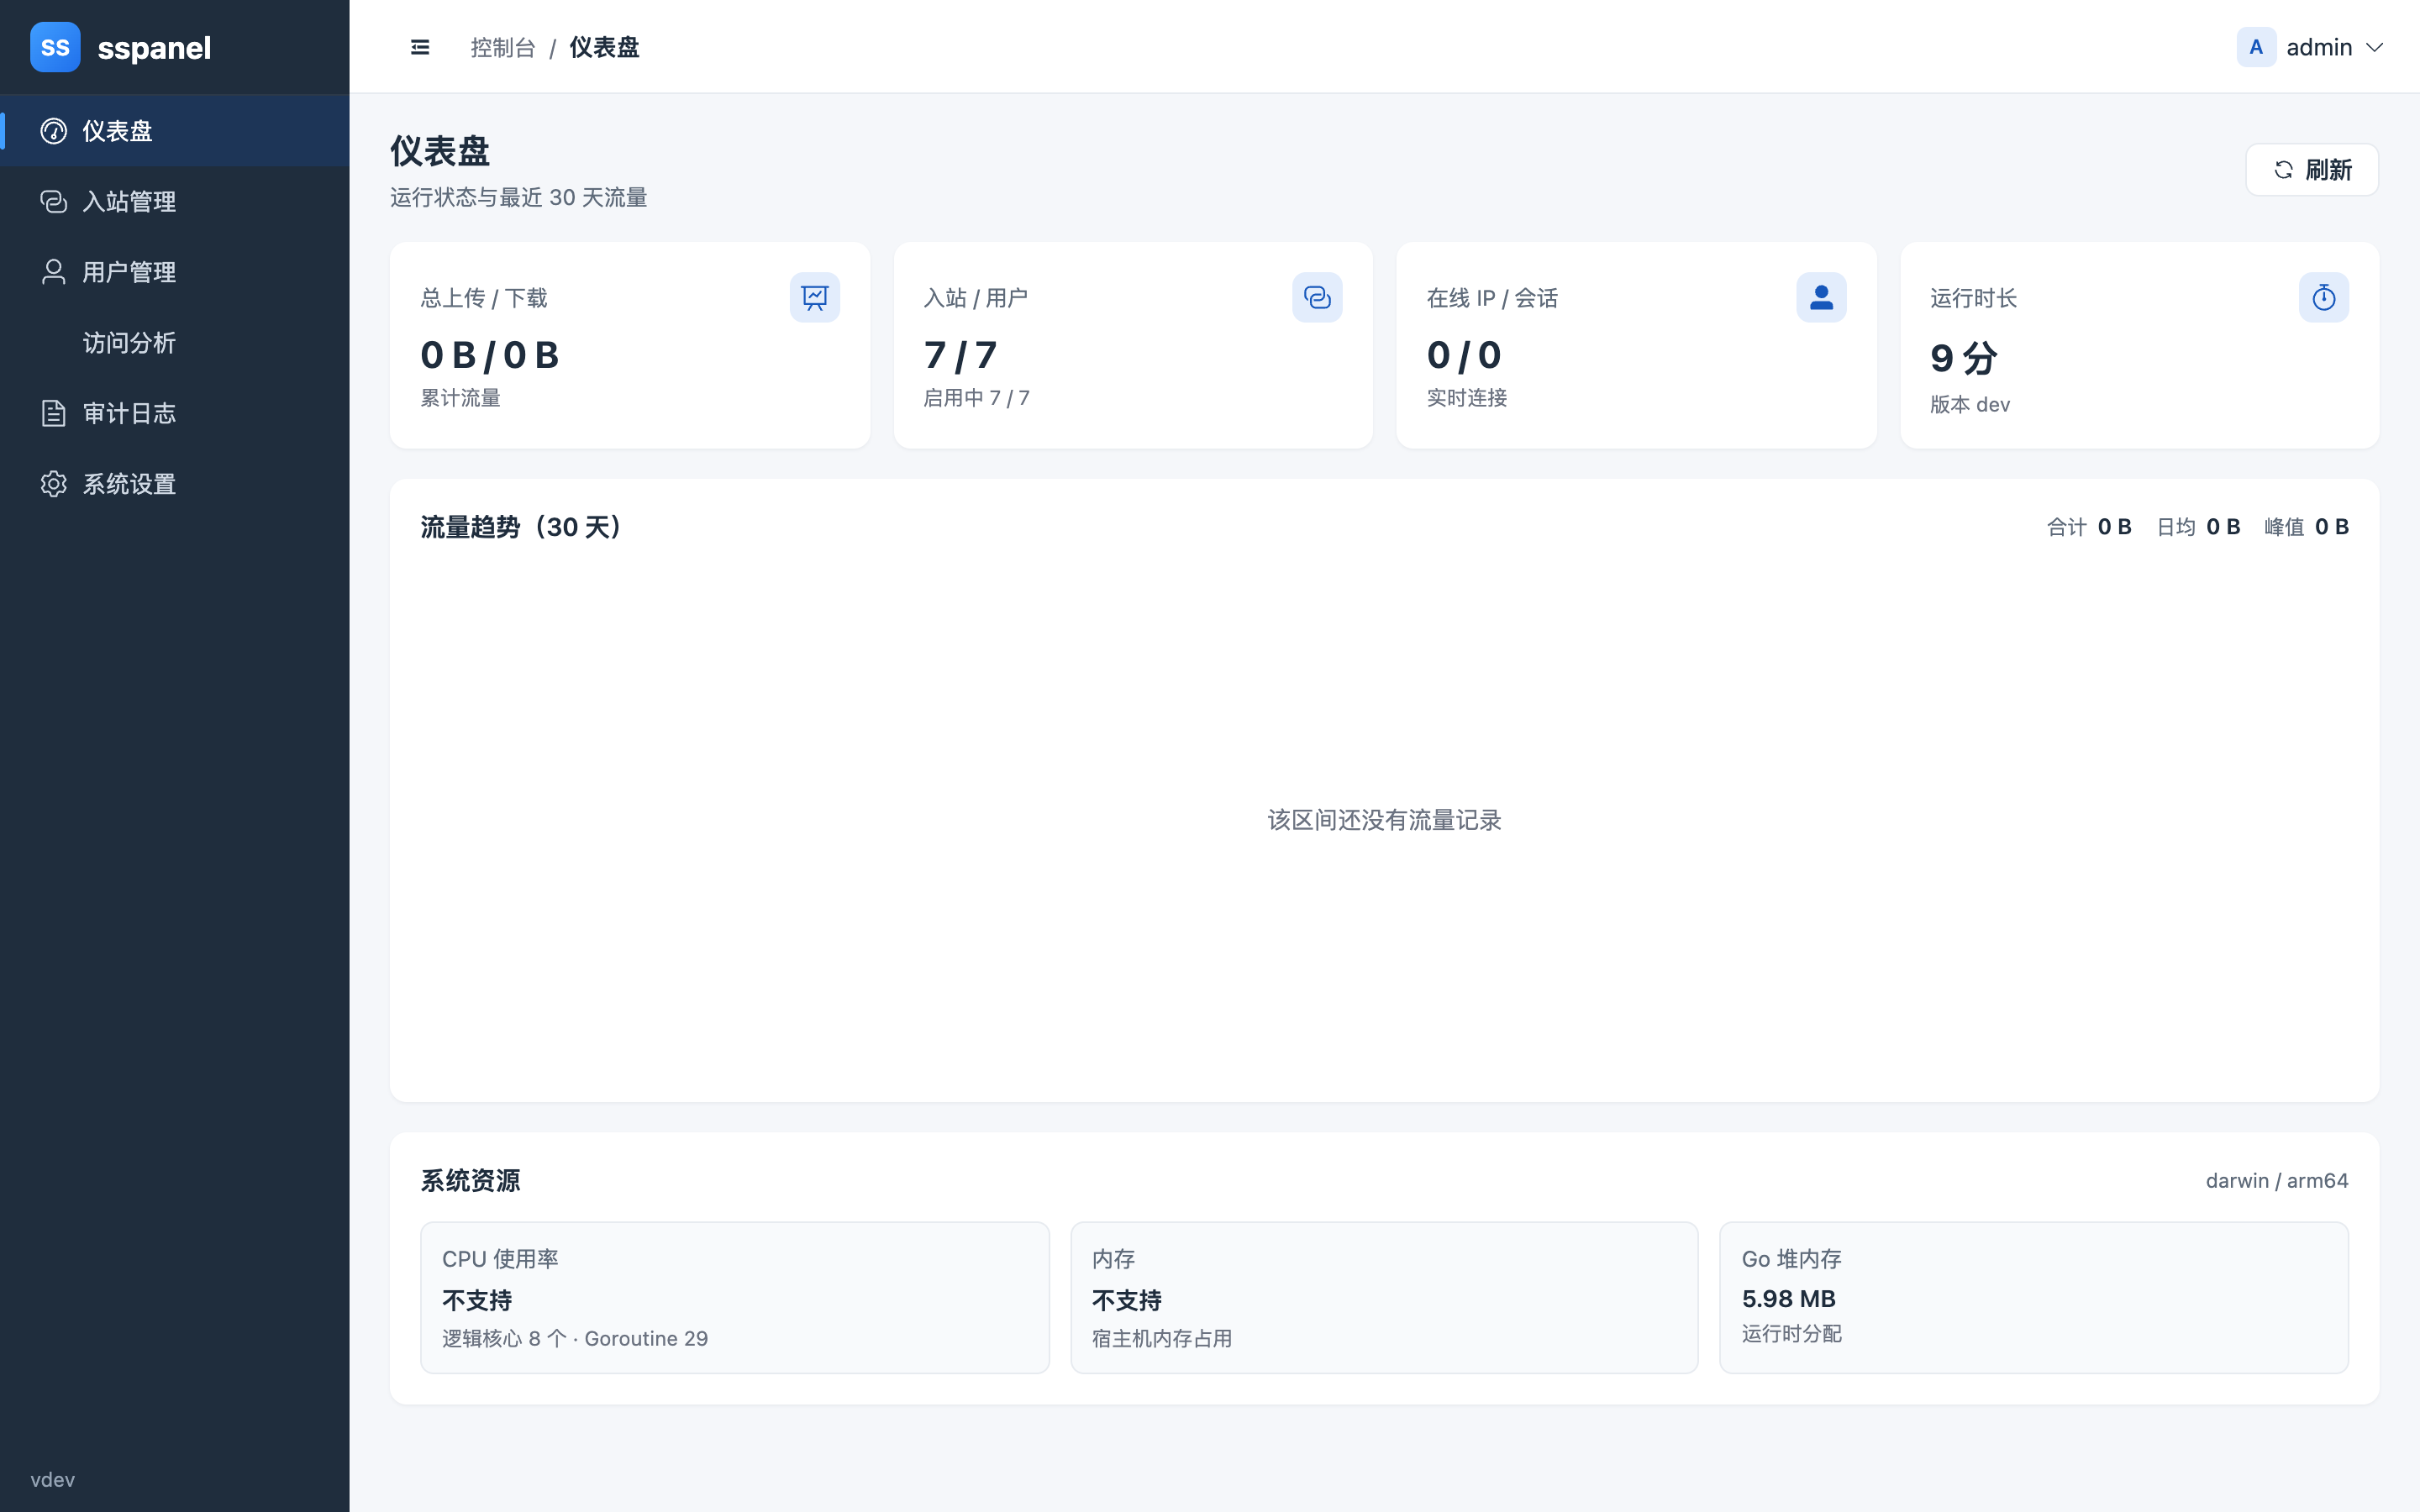 SS sspanel
仪表盘
入站管理
用户管理
访问分析
审计日志
系统设置
vdev
控制台 / 仪表盘
A admin
仪表盘
运行状态与最近 30 天流量
刷新
总上传 / 下载
0 B / 0 B
累计流量
入站 / 用户
7 / 7
启用中 7 / 7
在线 IP / 会话
0 / 0
实时连接
运行时长
9 分
版本 dev
流量趋势（30 天）
合计 0 B 日均 0 B 峰值 0 B
该区间还没有流量记录
系统资源
darwin / arm64
CPU 使用率
不支持
逻辑核心 8 个 · Goroutine 29
内存
不支持
宿主机内存占用
Go 堆内存
5.98 MB
运行时分配